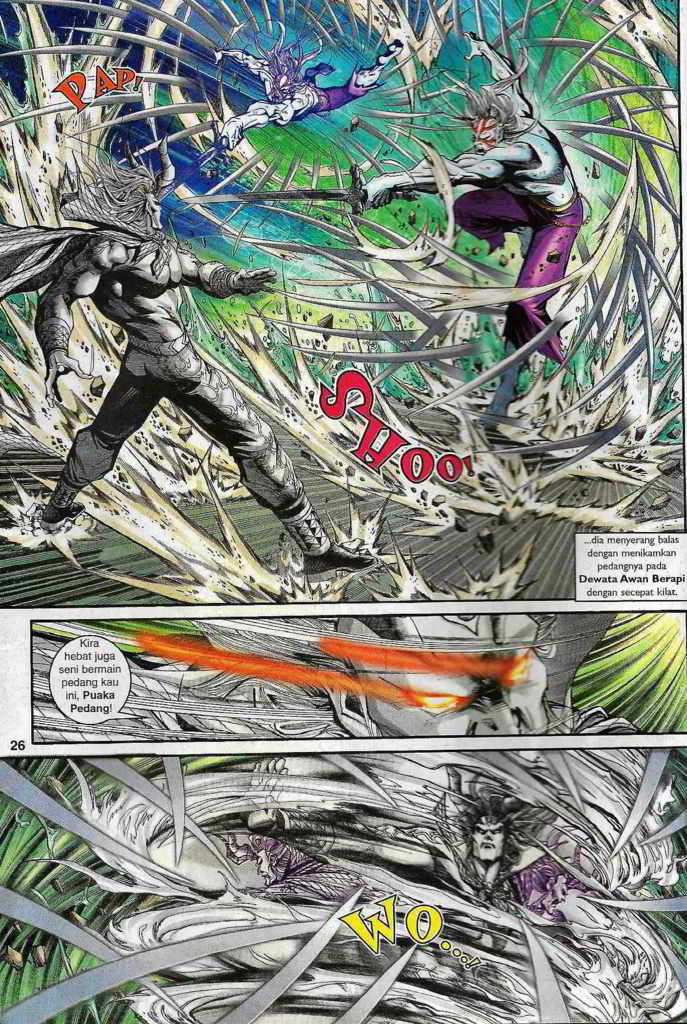 PAP!
SHOO!
...dia menyerang balas
dengan menikamkan
pedangnya pada
Dewata Awan Berapi
dengan secepat kilat.
Kira
hebat juga
seni bermain
pedang kau
ini, Puaka
Pedang!
26
WO...!